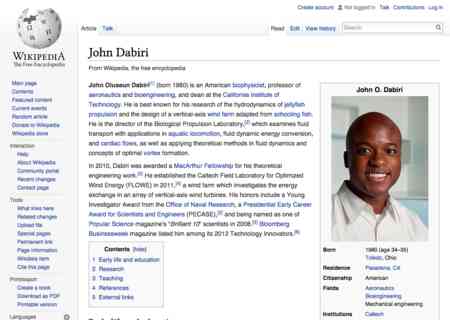 Create account Not logged in Talk Contributions Log in
Article Talk Read Edit View history Search
WIKIPEDIA
The Free Encyclopedia
Main page
Contents
Featured content
Current events
Random article
Donate to Wikipedia
Wikipedia store
Interaction
Help
About Wikipedia
Community portal
Recent changes
Contact page
Tools
What links here
Related changes
Upload file
Special pages
Permanent link
Page information
Wikidata item
Cite this page
Print/export
Create a book
Download as PDF
Printable version
Languages
John Dabiri
From Wikipedia, the free encyclopedia
John Oluseun Dabiri[1] (born 1980) is an American biophysicist, professor of
aeronautics and bioengineering, and dean at the California Institute of
Technology. He is best known for his research of the hydrodynamics of jellyfish
propulsion and the design of a vertical-axis wind farm adapted from schooling fish.
He is the director of the Biological Propulsion Laboratory,[2] which examines fluid
transport with applications in aquatic locomotion, fluid dynamic energy conversion,
and cardiac flows, as well as applying theoretical methods in fluid dynamics and
concepts of optimal vortex formation.
In 2010, Dabiri was awarded a MacArthur Fellowship for his theoretical
engineering work.[3] He established the Caltech Field Laboratory for Optimized
Wind Energy (FLOWE) in 2011,[4] a wind farm which investigates the energy
exchange in an array of vertical-axis wind turbines. His honors include a Young
Investigator Award from the Office of Naval Research, a Presidential Early Career
Award for Scientists and Engineers (PECASE),[2] and being named as one of
Popular Science magazine's "Brilliant 10" scientists in 2008.[5] Bloomberg
Businessweek magazine listed him among its 2012 Technology Innovators.[6]
Contents [hide]
1 Early life and education
2 Research
3 Teaching
4 References
5 External links
John O. Dabiri
Born 1980 (age 34–35)
Toledo, Ohio
Residence Pasadena, CA
Citizenship American
Fields Aeronautics
Bioengineering
Mechanical engineering
Institutions Caltech